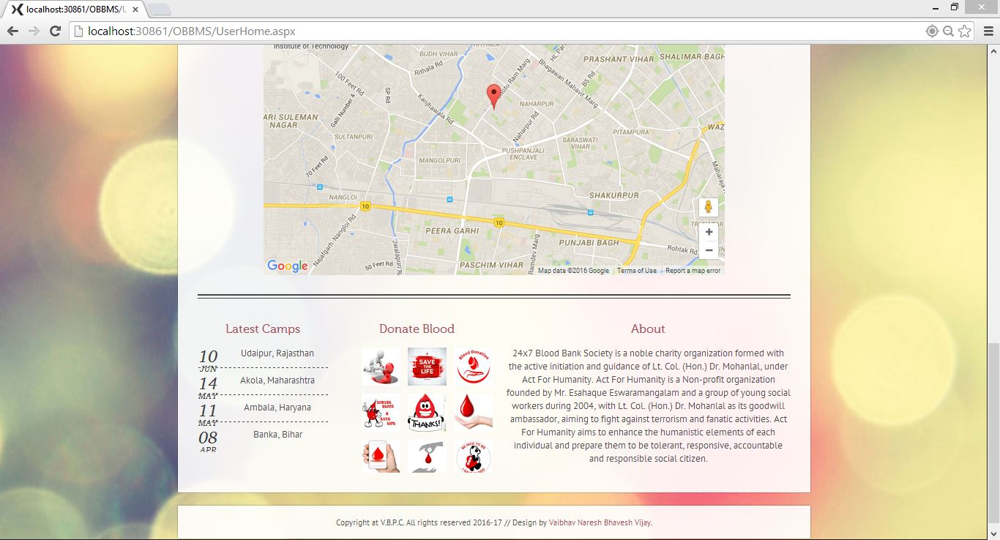 localhost:30861/OBBMS/U
localhost:30861/OBBMS/UserHome.aspx
Institute of Technology
BUDH VIHAR
Rithala Rd
100 Feet Rd
SP Rd
Kanjhawala Rd
Galli Number 4
HL Par
Bhagwan Mahavir Marg
B5 Rd
PRASHANT VIHAR
SHALIMAR BAGH
NAHARPUR
Naharpur Rd
ARI SULEMAN
NAGAR
SULTANPURI
70 Feet Rd
MANGOLPURI
PUSHPANJALI
ENCLAVE
SARASWATI
VIHAR
PITAMPURA
WAZ
Maharaja
NANGLOI
10
Najafgarh-Nangloi Rd
SHAKURPUR
TRI NAGAR
10
PEERA GARHI
PUNJABI BAGH
Rohtak Rd
50 Feet Rd
PASCHIM VIHAR
Ramdev Marg
Google
Map data ©2016 Google
Terms of Use
Report a map error
Latest Camps
10
JUN
Udaipur, Rajasthan
14
MAY
Akola, Maharashtra
11
MAY
Ambala, Haryana
08
APR
Banka, Bihar
Donate Blood
SAVE
THE
LIFE
Blood Donation
DONATE
BLOOD
&
SAVE
LIFE
THANKS!
BE NICE TO ME
I GAVE BLOOD
About
24x7 Blood Bank Society is a noble charity organization formed with
the active initiation and guidance of Lt. Col. (Hon.) Dr. Mohanlal, under
Act For Humanity. Act For Humanity is a Non-profit organization
founded by Mr. Esahaque Eswaramangalam and a group of young social
workers during 2004, with Lt. Col. (Hon.) Dr. Mohanlal as its goodwill
ambassador, aiming to fight against terrorism and fanatic activities. Act
For Humanity aims to enhance the humanistic elements of each
individual and prepare them to be tolerant, responsive, accountable
and responsible social citizen.
Copyright at V.B.P.C. All rights reserved 2016-17 // Design by Vaibhav Naresh Bhavesh Vijay.